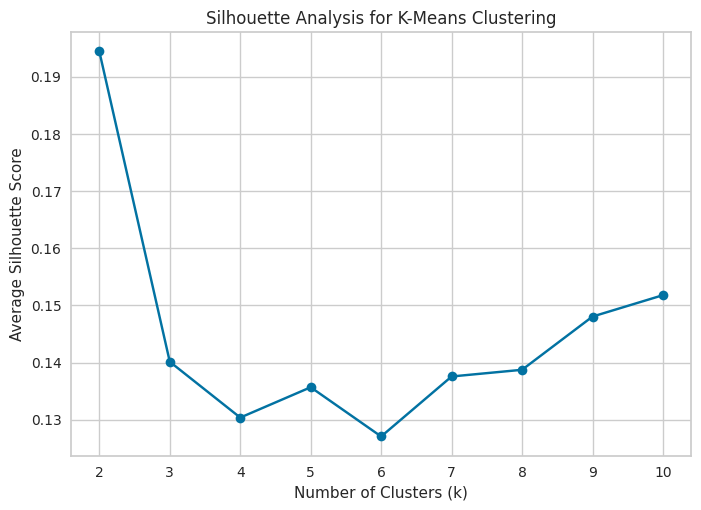 Silhouette Analysis for K-Means Clustering
0.19
0.18
0.17
0.16
0.15
0.14
0.13
Average Silhouette Score
2 3 4 5 6 7 8 9 10
Number of Clusters (k)